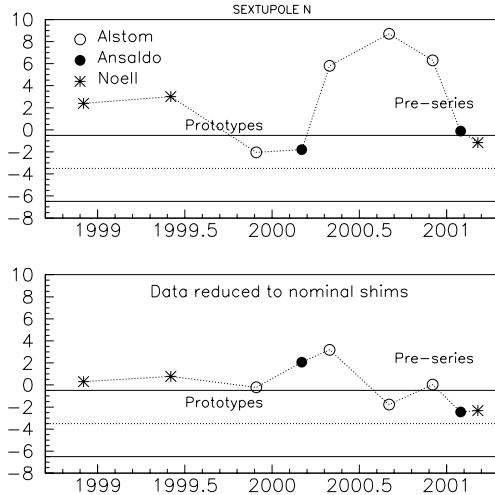 SEXTUPOLE N
10
Alstom
8
Ansaldo
6
Noell
4
2
Pre-series
0
Prototypes
−2
−4
−6
−8
1999 1999.5 2000 2000.5 2001
10
Data reduced to nominal shims
8
6
4
2
Pre-series
0
Prototypes
−2
−4
−6
−8
1999 1999.5 2000 2000.5 2001